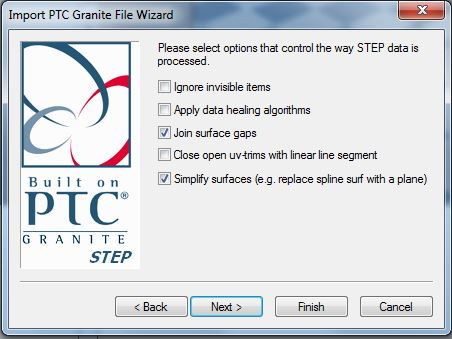 Import PTC Granite File Wizard
Please select options that control the way STEP data is
processed.
Ignore invisible items
Apply data healing algorithms
Join surface gaps
Close open uv-trims with linear line segment
Simplify surfaces (e.g. replace spline surf with a plane)
Built on
PTC®
GRANITE
STEP
< Back
Next >
Finish
Cancel